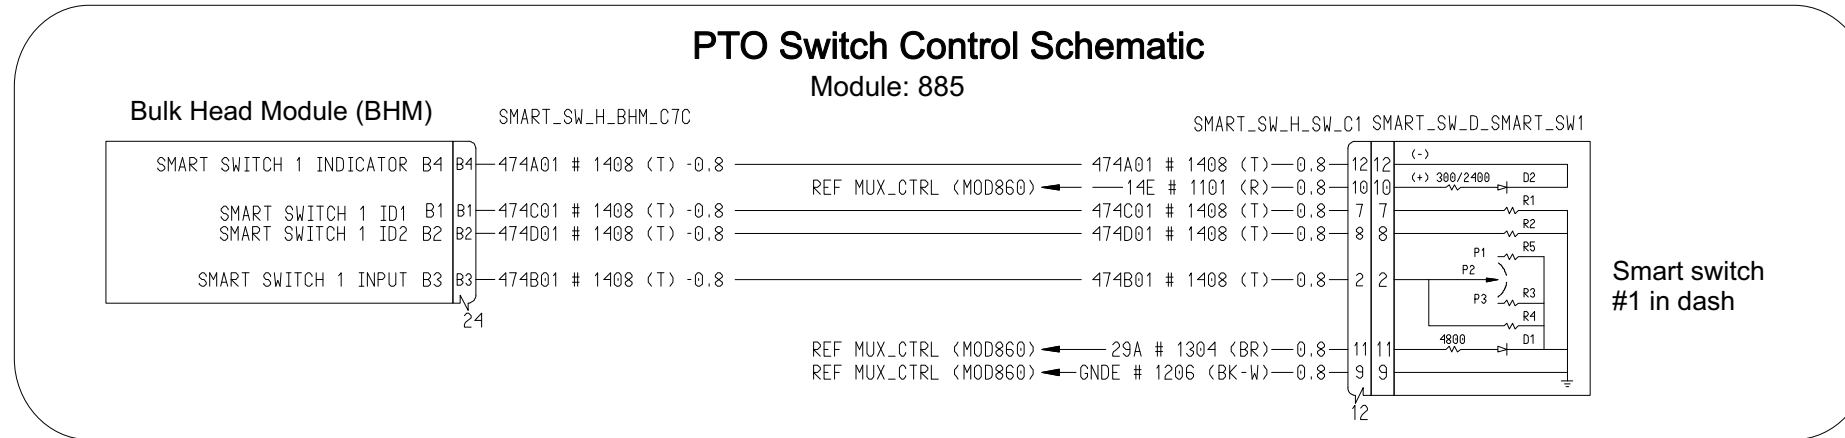 PTO Switch Control Schematic
Module: 885
Bulk Head Module (BHM)
SMART_SW_H_BHM_C7C
SMART_SW_H_SW_C1 SMART_SW_D_SMART_SW1
SMART SWITCH 1 INDICATOR B4 B4 474A01 # 1408 (T) -0.8 474A01 # 1408 (T) 0.8 12 12 (-)
REF MUX_CTRL (MOD860) 14E # 1101 (R) 0.8 10 10 (+) 300/2400 D2
SMART SWITCH 1 ID1 B1 B1 474C01 # 1408 (T) -0.8 474C01 # 1408 (T) 0.8 7 7 R1
SMART SWITCH 1 ID2 B2 B2 474D01 # 1408 (T) -0.8 474D01 # 1408 (T) 0.8 8 8 R2
P1 R5
SMART SWITCH 1 INPUT B3 B3 474B01 # 1408 (T) -0.8 474B01 # 1408 (T) 0.8 2 2 P2
P3 R3
R4
24
Smart switch
#1 in dash
REF MUX_CTRL (MOD860) 29A # 1304 (BR) 0.8 11 11 4800 D1
REF MUX_CTRL (MOD860) GNDE # 1206 (BK-W) 0.8 9 9
12